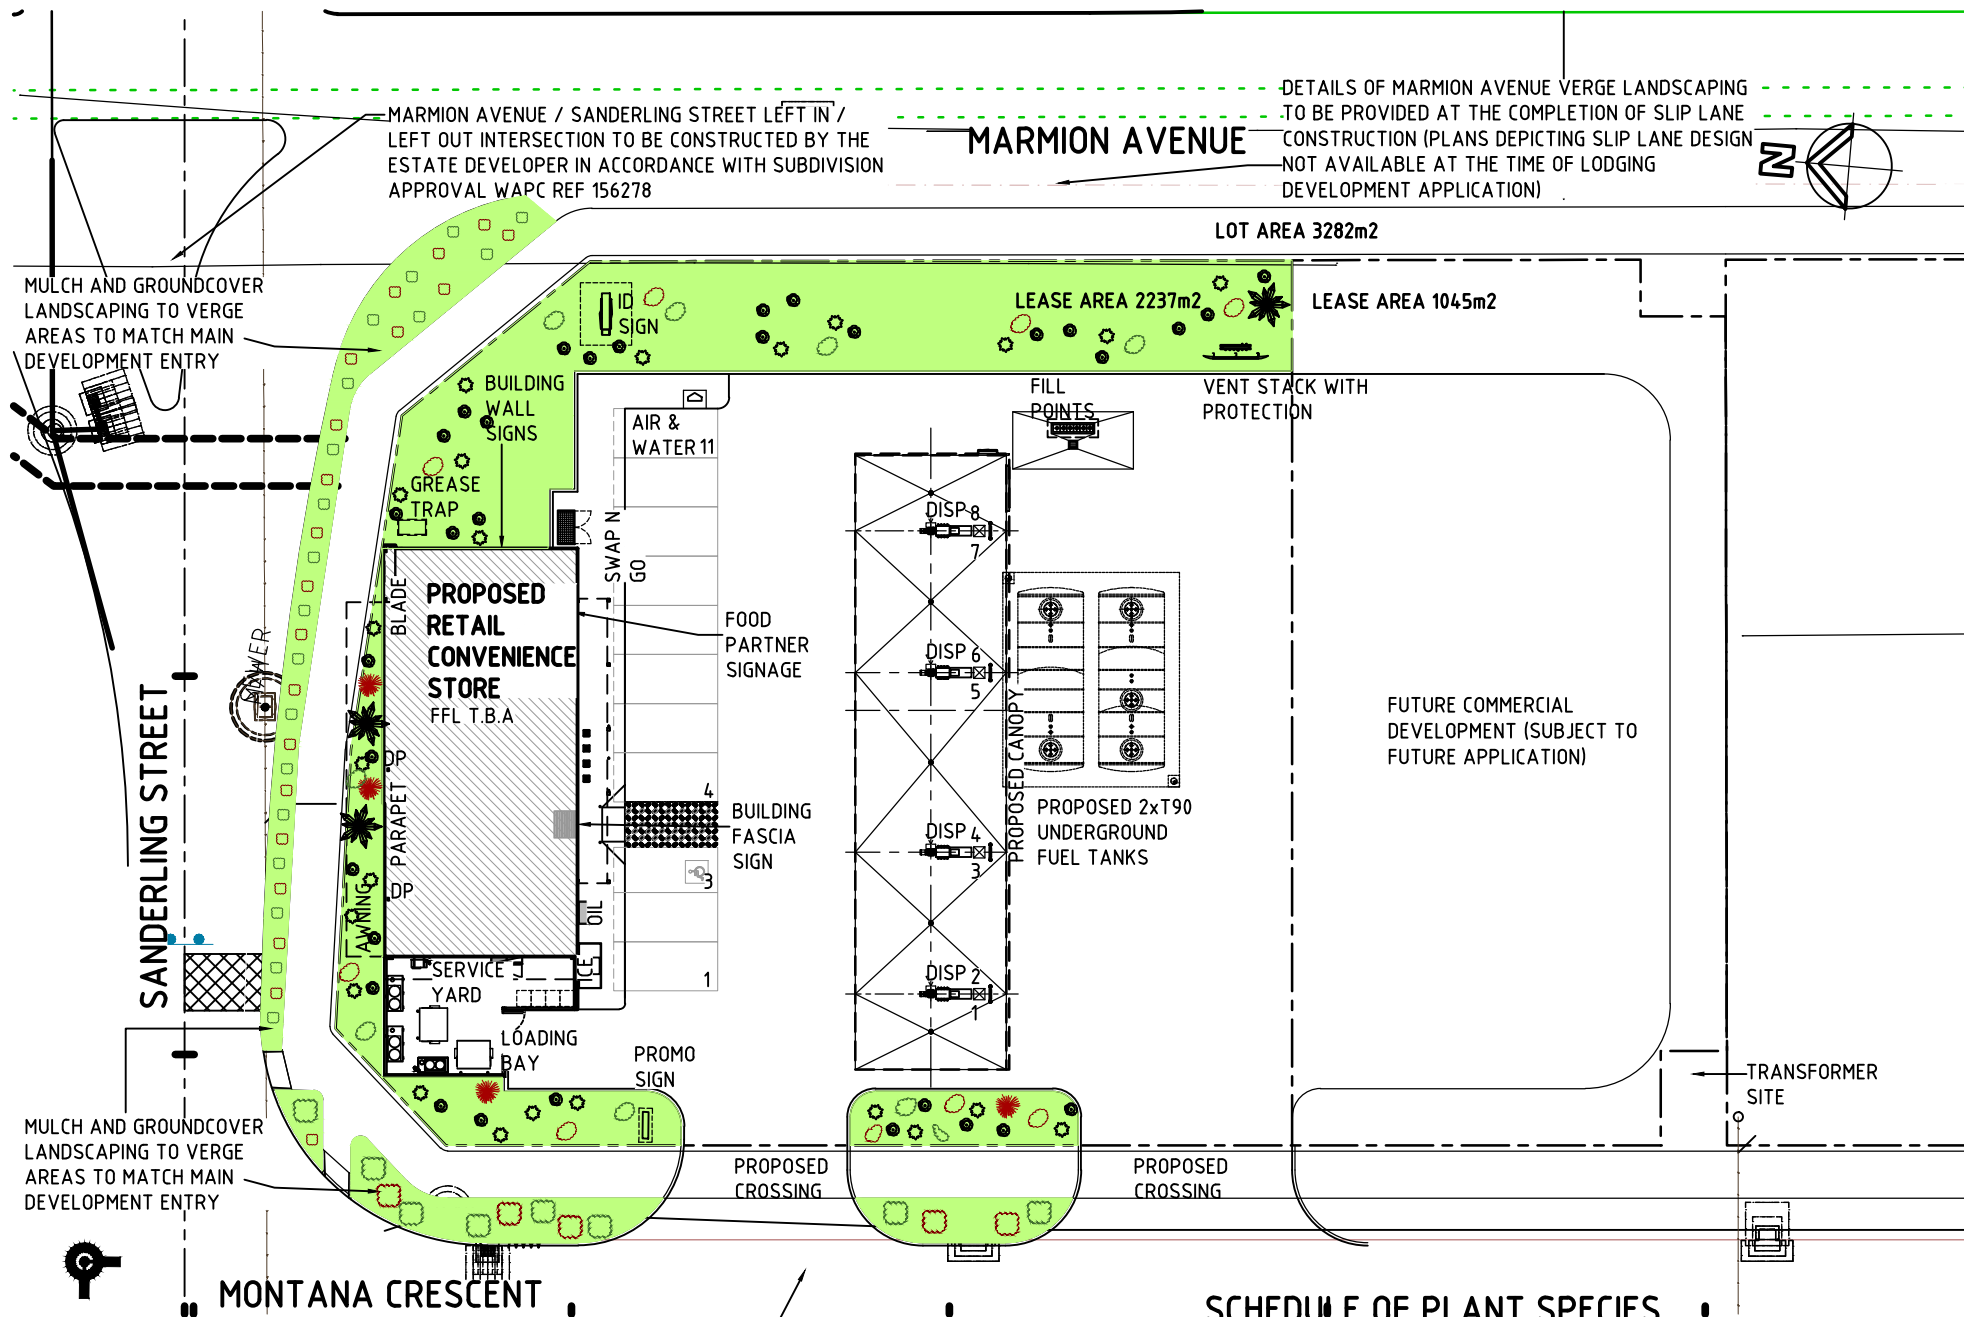 DETAILS OF MARMION AVENUE VERGE LANDSCAPING
TO BE PROVIDED AT THE COMPLETION OF SLIP LANE
CONSTRUCTION (PLANS DEPICTING SLIP LANE DESIGN
NOT AVAILABLE AT THE TIME OF LODGING
DEVELOPMENT APPLICATION)
MARMION AVENUE / SANDERLING STREET LEFT IN /
LEFT OUT INTERSECTION TO BE CONSTRUCTED BY THE
ESTATE DEVELOPER IN ACCORDANCE WITH SUBDIVISION
APPROVAL WAPC REF 156278
MARMION AVENUE
N
LOT AREA 3282m2
MULCH AND GROUNDCOVER
LANDSCAPING TO VERGE
AREAS TO MATCH MAIN
DEVELOPMENT ENTRY
ID
SIGN
LEASE AREA 2237m2
LEASE AREA 1045m2
BUILDING
WALL
SIGNS
FILL
POINTS
VENT STACK WITH
PROTECTION
AIR &
WATER 11
GREASE
TRAP
SWAP N
GO
DISP 8
7
BLADE
PROPOSED
RETAIL
CONVENIENCE
STORE
FFL T.B.A
FOOD
PARTNER
SIGNAGE
SEWER
DISP 6
5
PROPOSED CANOPY
FUTURE COMMERCIAL
DEVELOPMENT (SUBJECT TO
FUTURE APPLICATION)
SANDERLING STREET
DP
PARAPET
4
BUILDING
FASCIA
SIGN
PROPOSED 2xT90
UNDERGROUND
FUEL TANKS
DISP 4
3
3
DP
AWNING
OIL
ICE
SERVICE
YARD
1
DISP 2
1
LOADING
BAY
PROMO
SIGN
TRANSFORMER
SITE
MULCH AND GROUNDCOVER
LANDSCAPING TO VERGE
AREAS TO MATCH MAIN
DEVELOPMENT ENTRY
PROPOSED
CROSSING
PROPOSED
CROSSING
MONTANA CRESCENT
SCHEDULE OF PLANT SPECIES